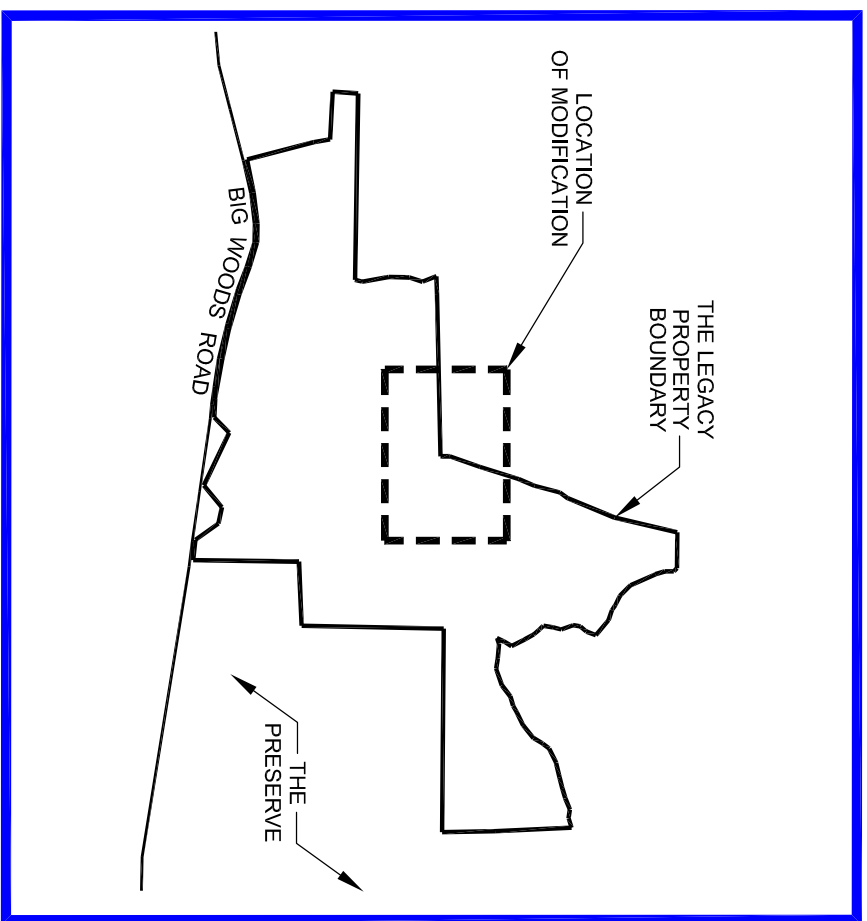 LOCATION
OF MODIFICATION
THE LEGACY
PROPERTY
BOUNDARY
BIG WOODS ROAD
THE
PRESERVE